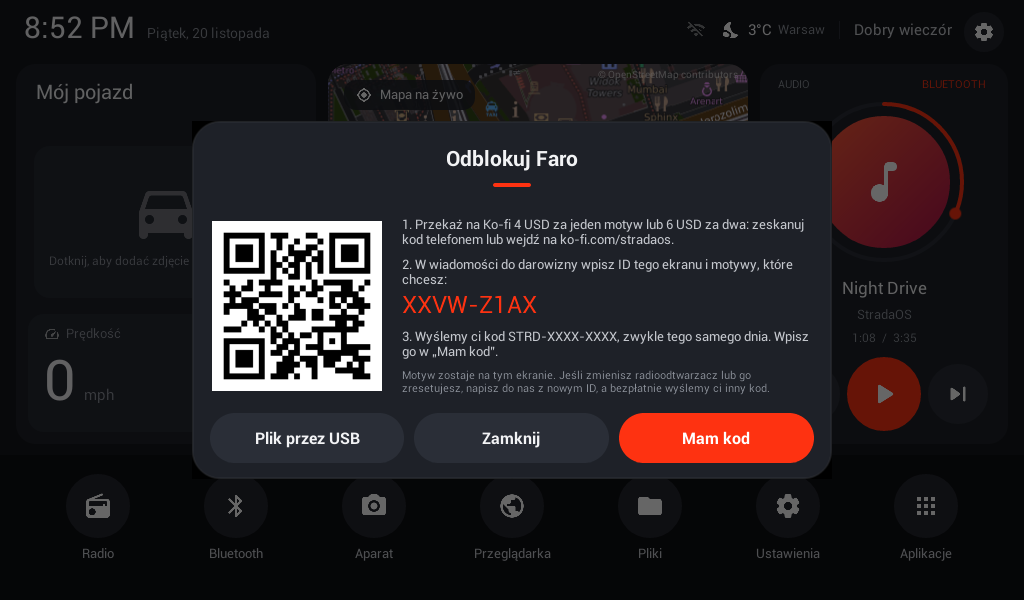 8:52 PM
Piątek, 20 listopada
3°C Warsaw
Dobry wieczór
Mój pojazd
Mapa na żywo
© OpenStreetMap contributors
Widok
Towers
Mumbai
Arenzt
Sphinx
AUDIO
BLUETOOTH
Odblokuj Faro
1. Przekaż na Ko-fi 4 USD za jeden motyw lub 6 USD za dwa: zeskanuj
kod telefonem lub wejdź na ko-fi.com/stradaos.
2. W wiadomości do darowizny wpisz ID tego ekranu i motywy, które
chcesz:
XXVW-Z1AX
3. Wyślemy ci kod STRD-XXXX-XXXX, zwykle tego samego dnia. Wpisz
go w „Mam kod”.
Motyw zostaje na tym ekranie. Jeśli zmienisz radioodtwarzacz lub go
zresetujesz, napisz do nas z nowym ID, a bezpłatnie wyślemy ci inny kod.
Plik przez USB
Zamknij
Mam kod
Dotknij, aby dodać zdjęcie
Prędkość
0 mph
Night Drive
StradaOS
1:08 / 3:35
Radio
Bluetooth
Aparat
Przeglądarka
Pliki
Ustawienia
Aplikacje